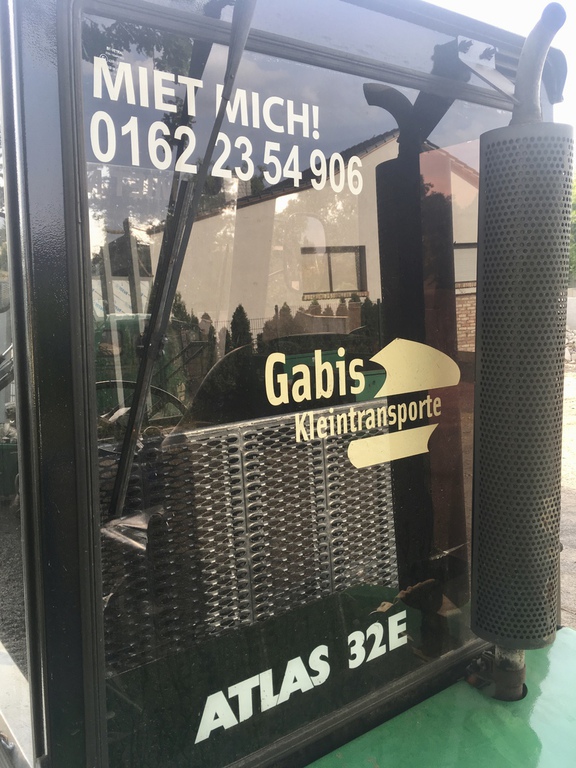 MIET MICH!
0162 23 54 906
Gabis
Kleintransporte
ATLAS 32E